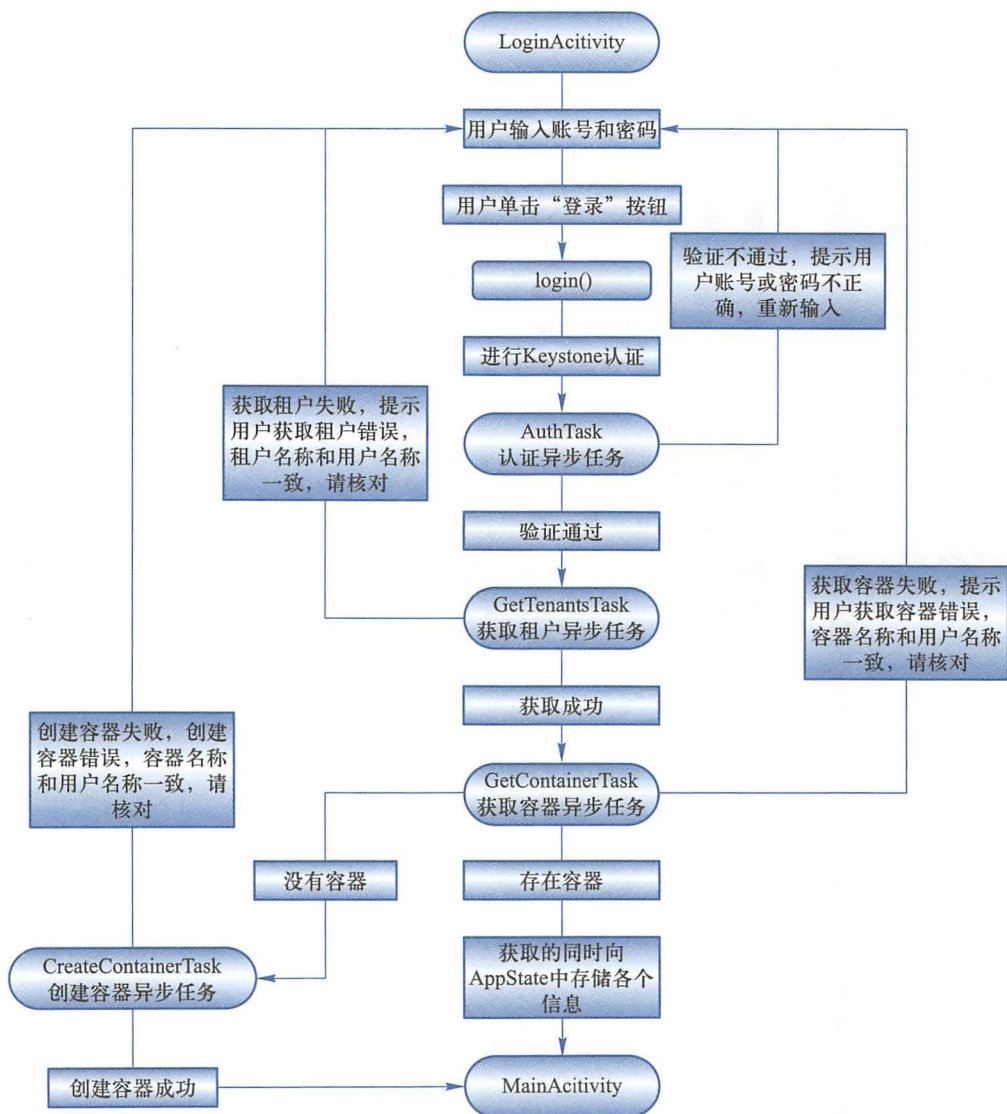 LoginAcitivity
用户输入账号和密码
用户单击“登录”按钮
login()
验证不通过，提示用
户账号或密码不正
确，重新输入
进行Keystone认证
获取租户失败，提示
用户获取租户错误，
租户名称和用户名称
一致，请核对
AuthTask
认证异步任务
验证通过
GetTenantsTask
获取租户异步任务
获取容器失败，提示
用户获取容器错误，
容器名称和用户名称
一致，请核对
获取成功
创建容器失败，创建
容器错误，容器名称
和用户名称一致，请
核对
GetContainerTask
获取容器异步任务
没有容器
存在容器
CreateContainerTask
创建容器异步任务
获取的同时向
AppState中存储各个
信息
创建容器成功
MainAcitivity